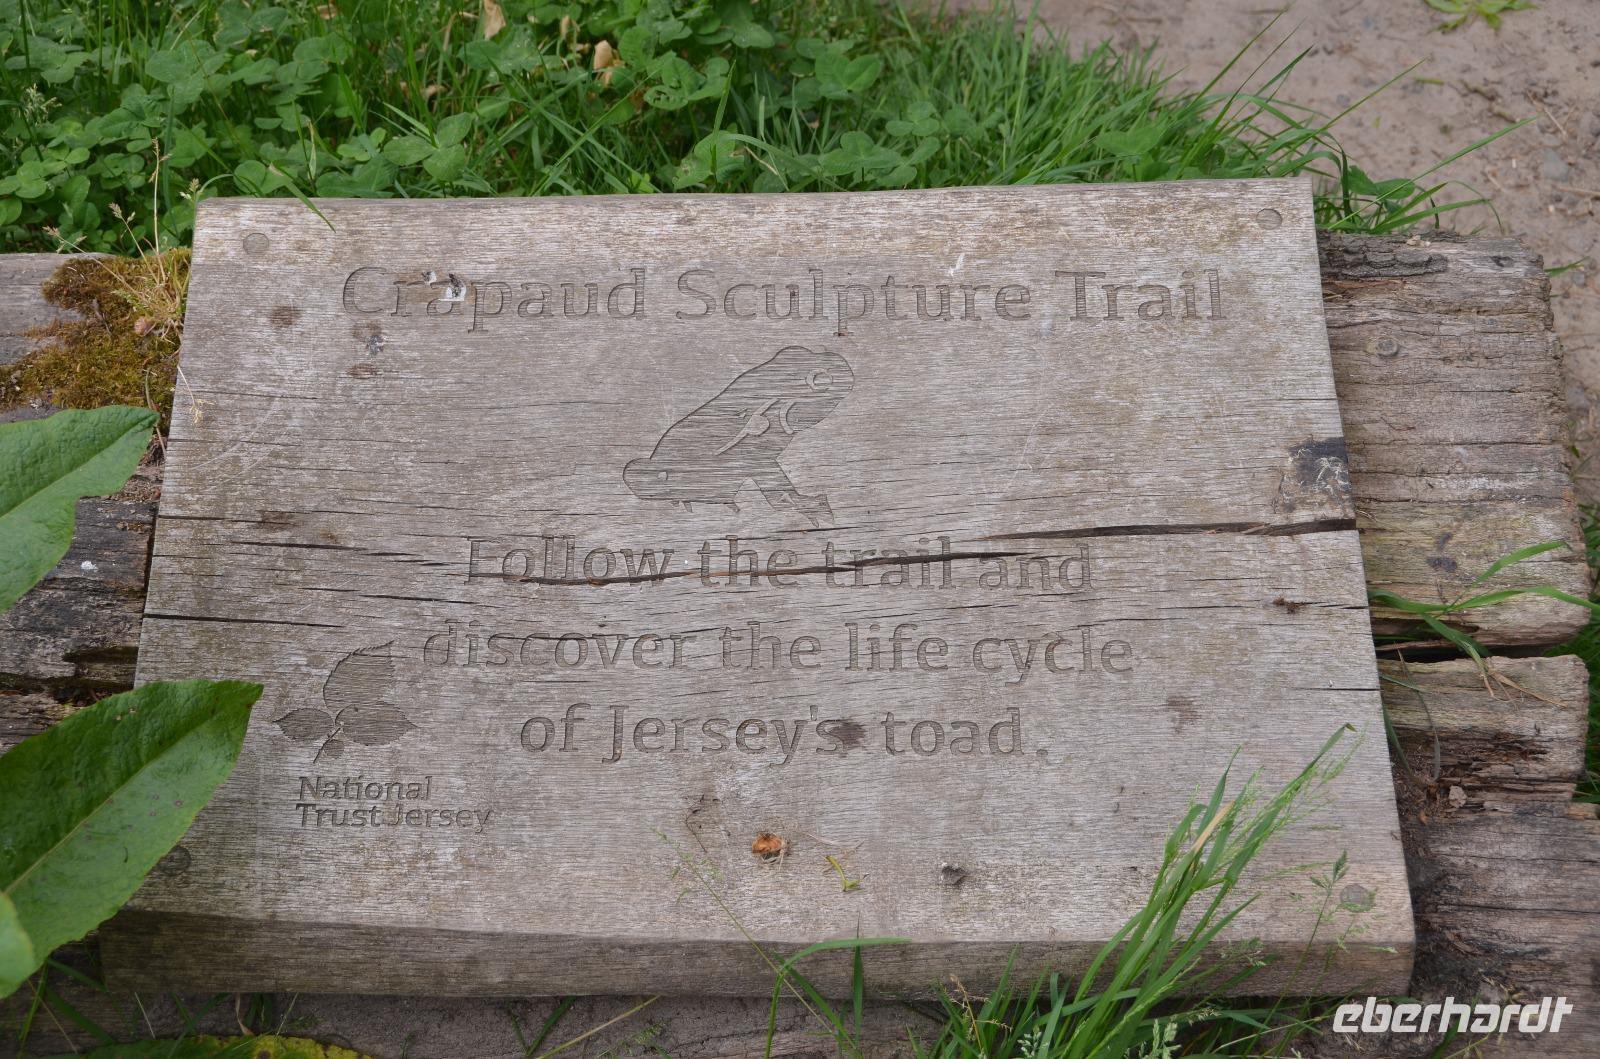 Crapaud Sculpture Trail
Follow the trail and
discover the life cycle
of Jersey's toad.
National
Trust Jersey
eberhardt